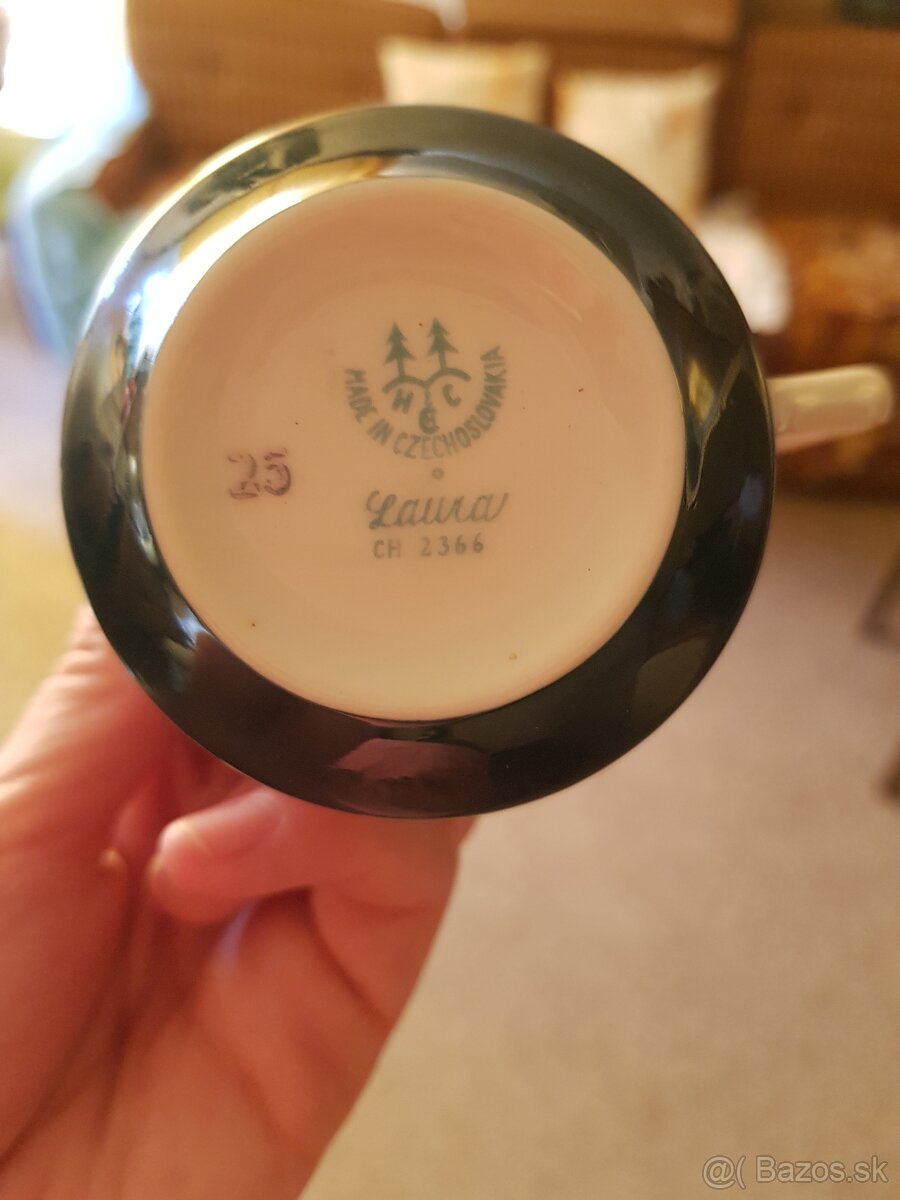 H & C
MADE IN CZECHOSLOVAKIA
25
Laura
CH 2366
@( Bazos.sk